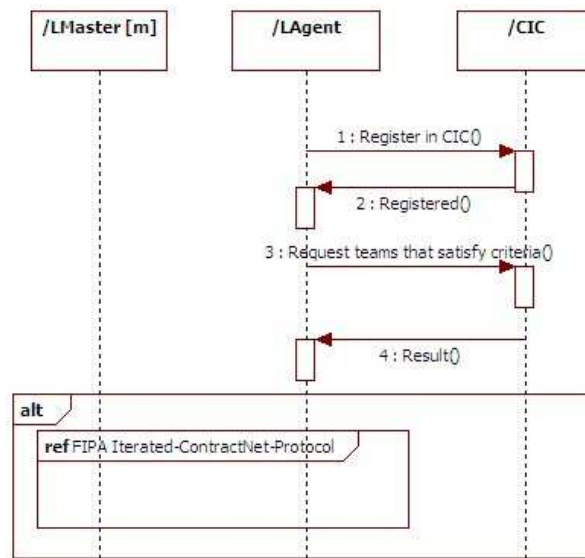 /LMaster [m]
/LAgent
/CIC
1 : Register in CIC()
2 : Registered()
3 : Request teams that satisfy criteria()
4 : Result()
alt
ref FIPA Iterated-ContractNet-Protocol